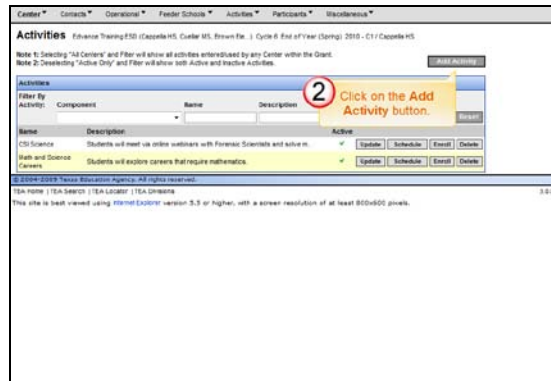 Center Contacts Operational Feeder Schools Activities Participants Miscellaneous
Activities Advance Training ESD (Cappella HS, Cuellar MS, Brown Ele...) Cycle 6 End of Year (Spring) 2010 - C1 / Cappella HS
Note 1: Selecting "All Centers" and Filter will show all activities entered/used by any Center within the Grant.
Note 2: Deselecting "Active Only" and Filter will show both Active and Inactive Activities.
Add Activity
Activities
Filter By
Activity: Component Name Description
Reset
2 Click on the Add
Activity button.
Name Description Active
CSI Science Students will meet via online webinars with Forensic Scientists and solve m. Update Schedule Enroll Delete
Math and Science
Careers Students will explore careers that require mathematics. Update Schedule Enroll Delete
© 2004-2009 Texas Education Agency. All rights reserved.
TEA Home | TEA Search | TEA Locator | TEA Divisions 3.0
This site is best viewed using Internet Explorer version 5.5 or higher, with a screen resolution of at least 800x600 pixels.